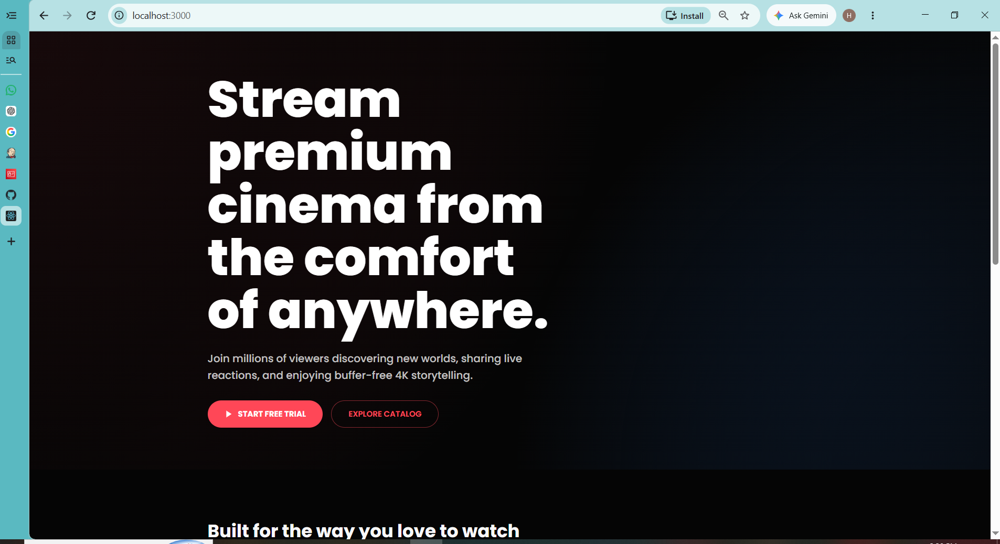 localhost:3000
Install
Ask Gemini
H
Stream
premium
cinema from
the comfort
of anywhere.
Join millions of viewers discovering new worlds, sharing live
reactions, and enjoying buffer-free 4K storytelling.
START FREE TRIAL
EXPLORE CATALOG
Built for the way you love to watch